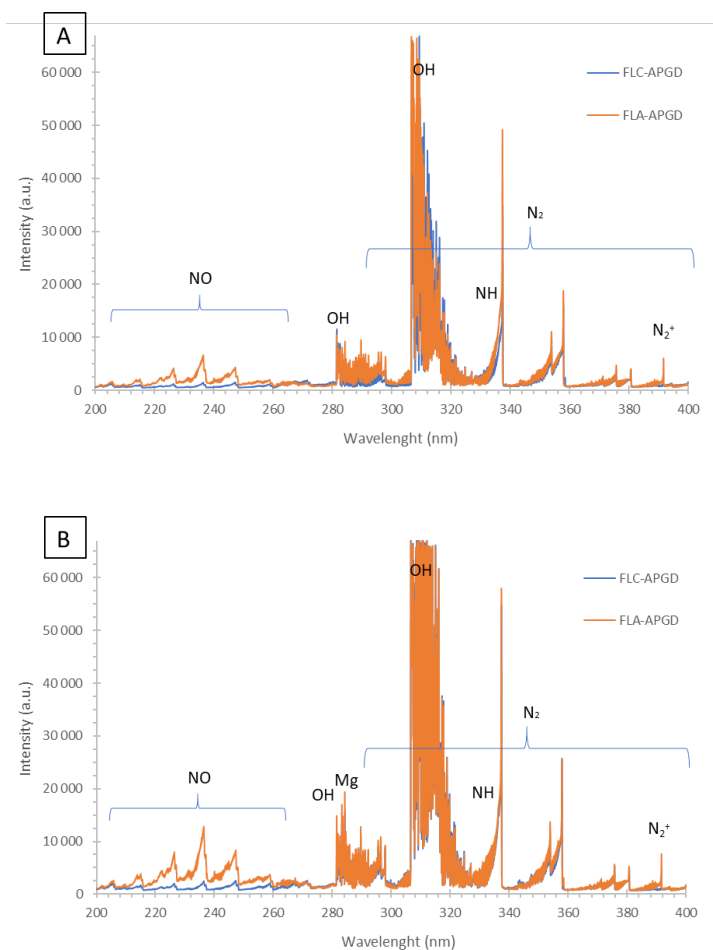 A
60 000
50 000
40 000
30 000
20 000
10 000
0
Intensity (a.u.)
OH
FLC-APGD
FLA-APGD
N₂
NO
OH
NH
N₂⁺
200 220 240 260 280 300 320 340 360 380 400
Wavelenght (nm)
B
60 000
50 000
40 000
30 000
20 000
10 000
0
Intensity (a.u.)
OH
FLC-APGD
FLA-APGD
N₂
NO
OH
Mg
NH
N₂⁺
200 220 240 260 280 300 320 340 360 380 400
Wavelenght (nm)